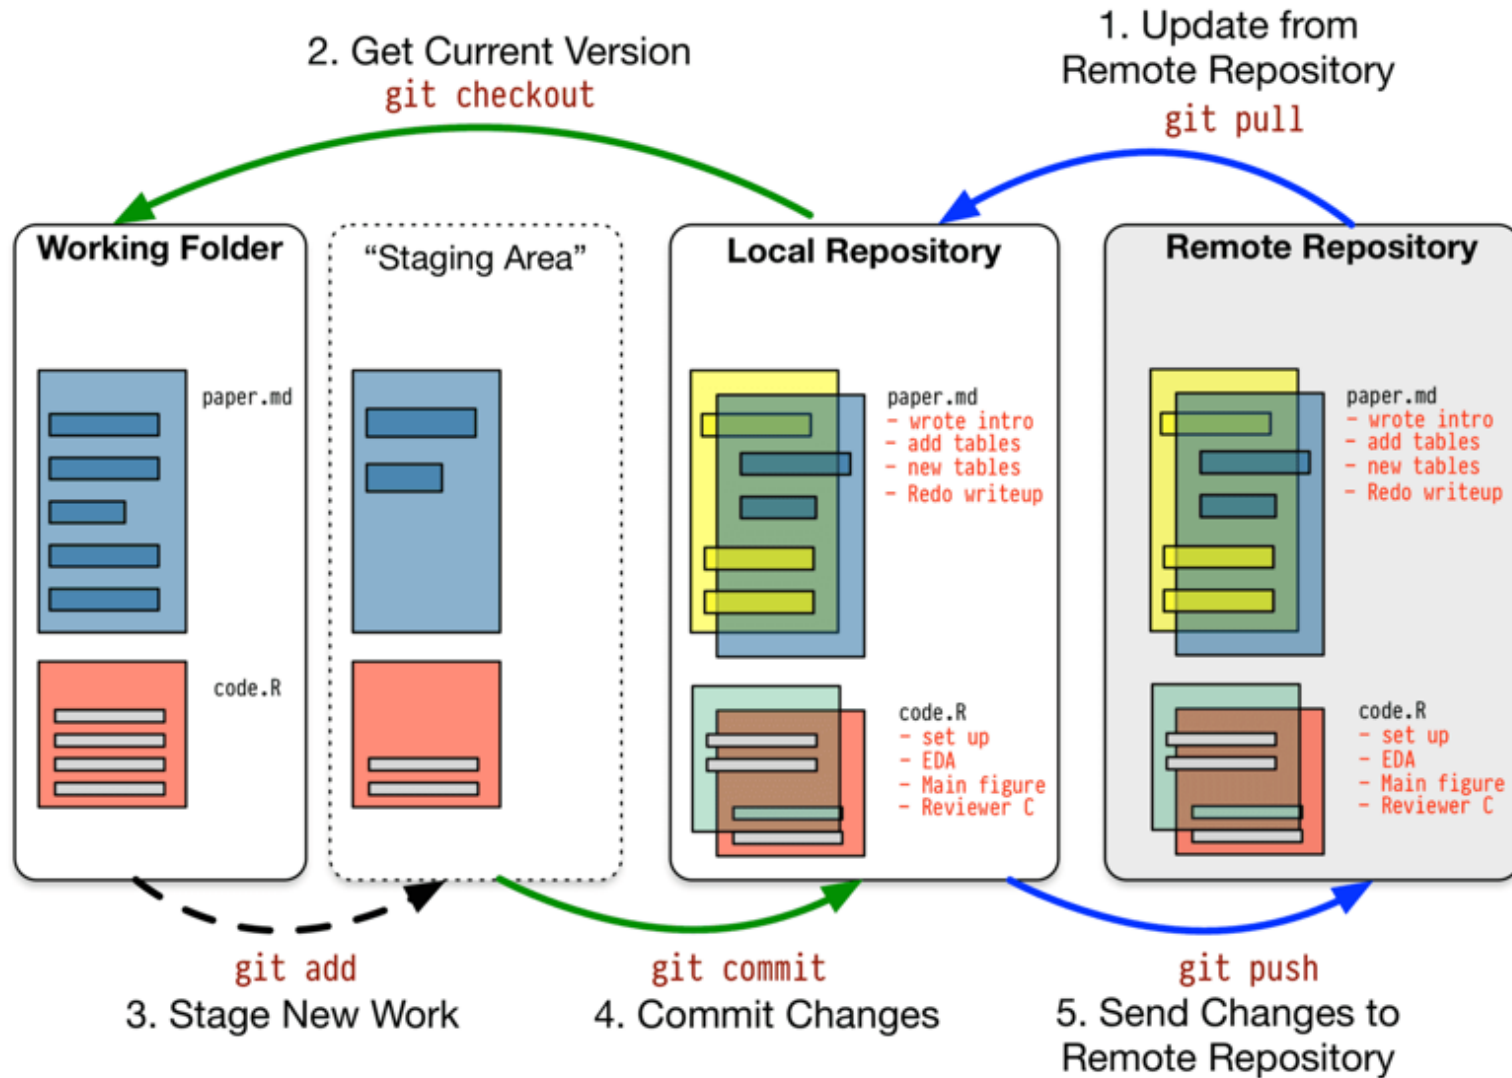 2. Get Current Version
git checkout
1. Update from
Remote Repository
git pull
Working Folder
“Staging Area”
Local Repository
Remote Repository
paper.md
code.R
paper.md
- wrote intro
- add tables
- new tables
- Redo writeup
code.R
- set up
- EDA
- Main figure
- Reviewer C
paper.md
- wrote intro
- add tables
- new tables
- Redo writeup
code.R
- set up
- EDA
- Main figure
- Reviewer C
git add
3. Stage New Work
git commit
4. Commit Changes
git push
5. Send Changes to
Remote Repository